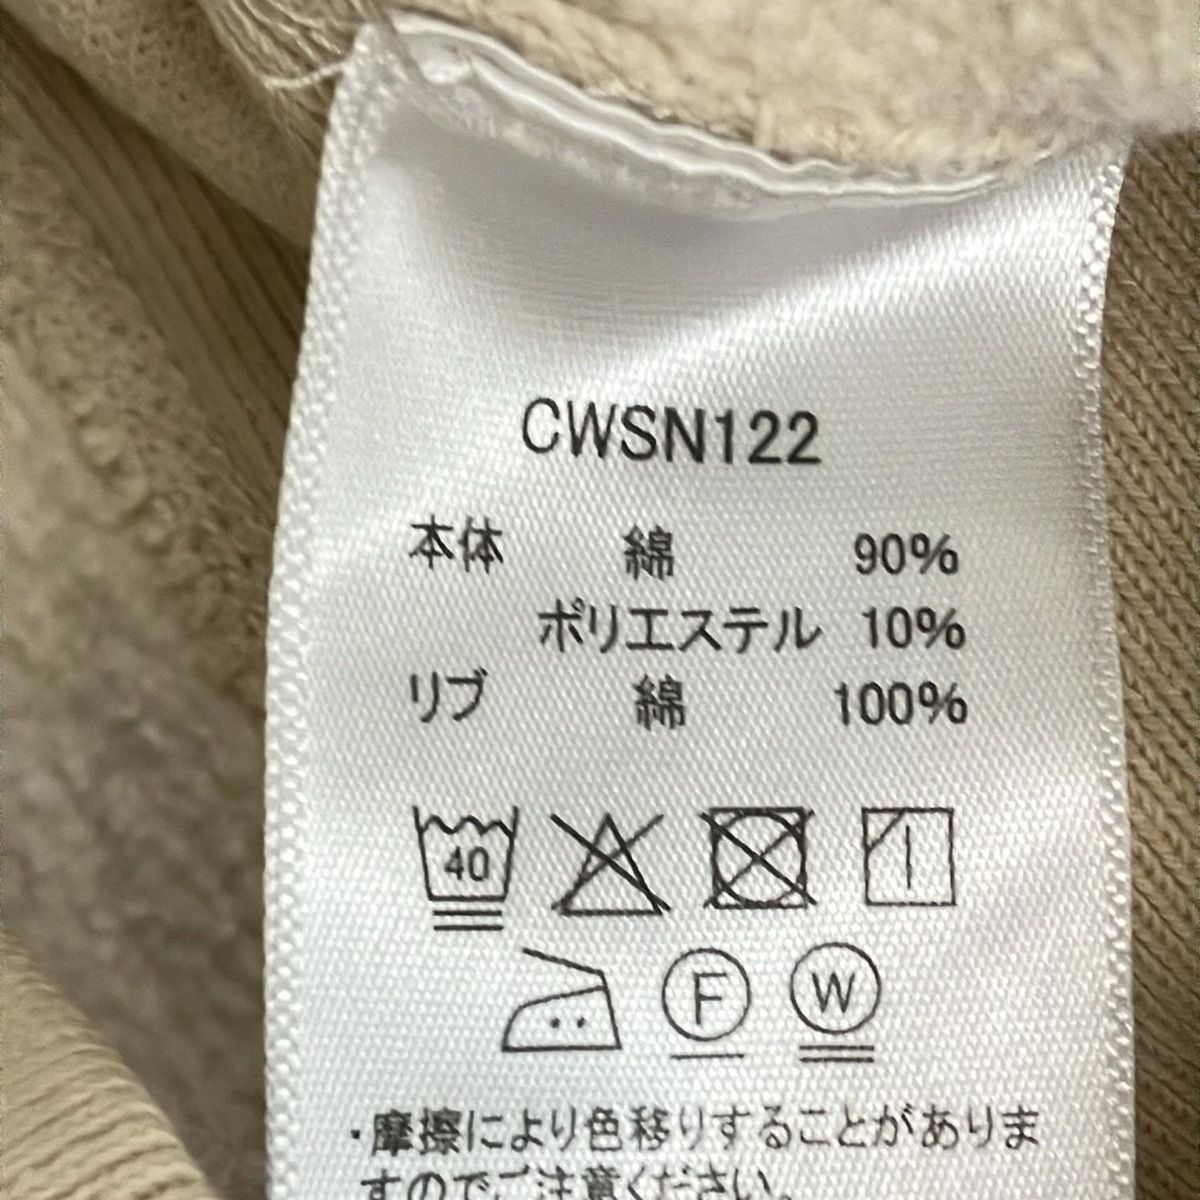 CWSN122
本体 綿 90%
ポリエステル 10%
リブ 綿 100%
40
F W
・摩擦により色移りすることがありま
すのでご注意ください。